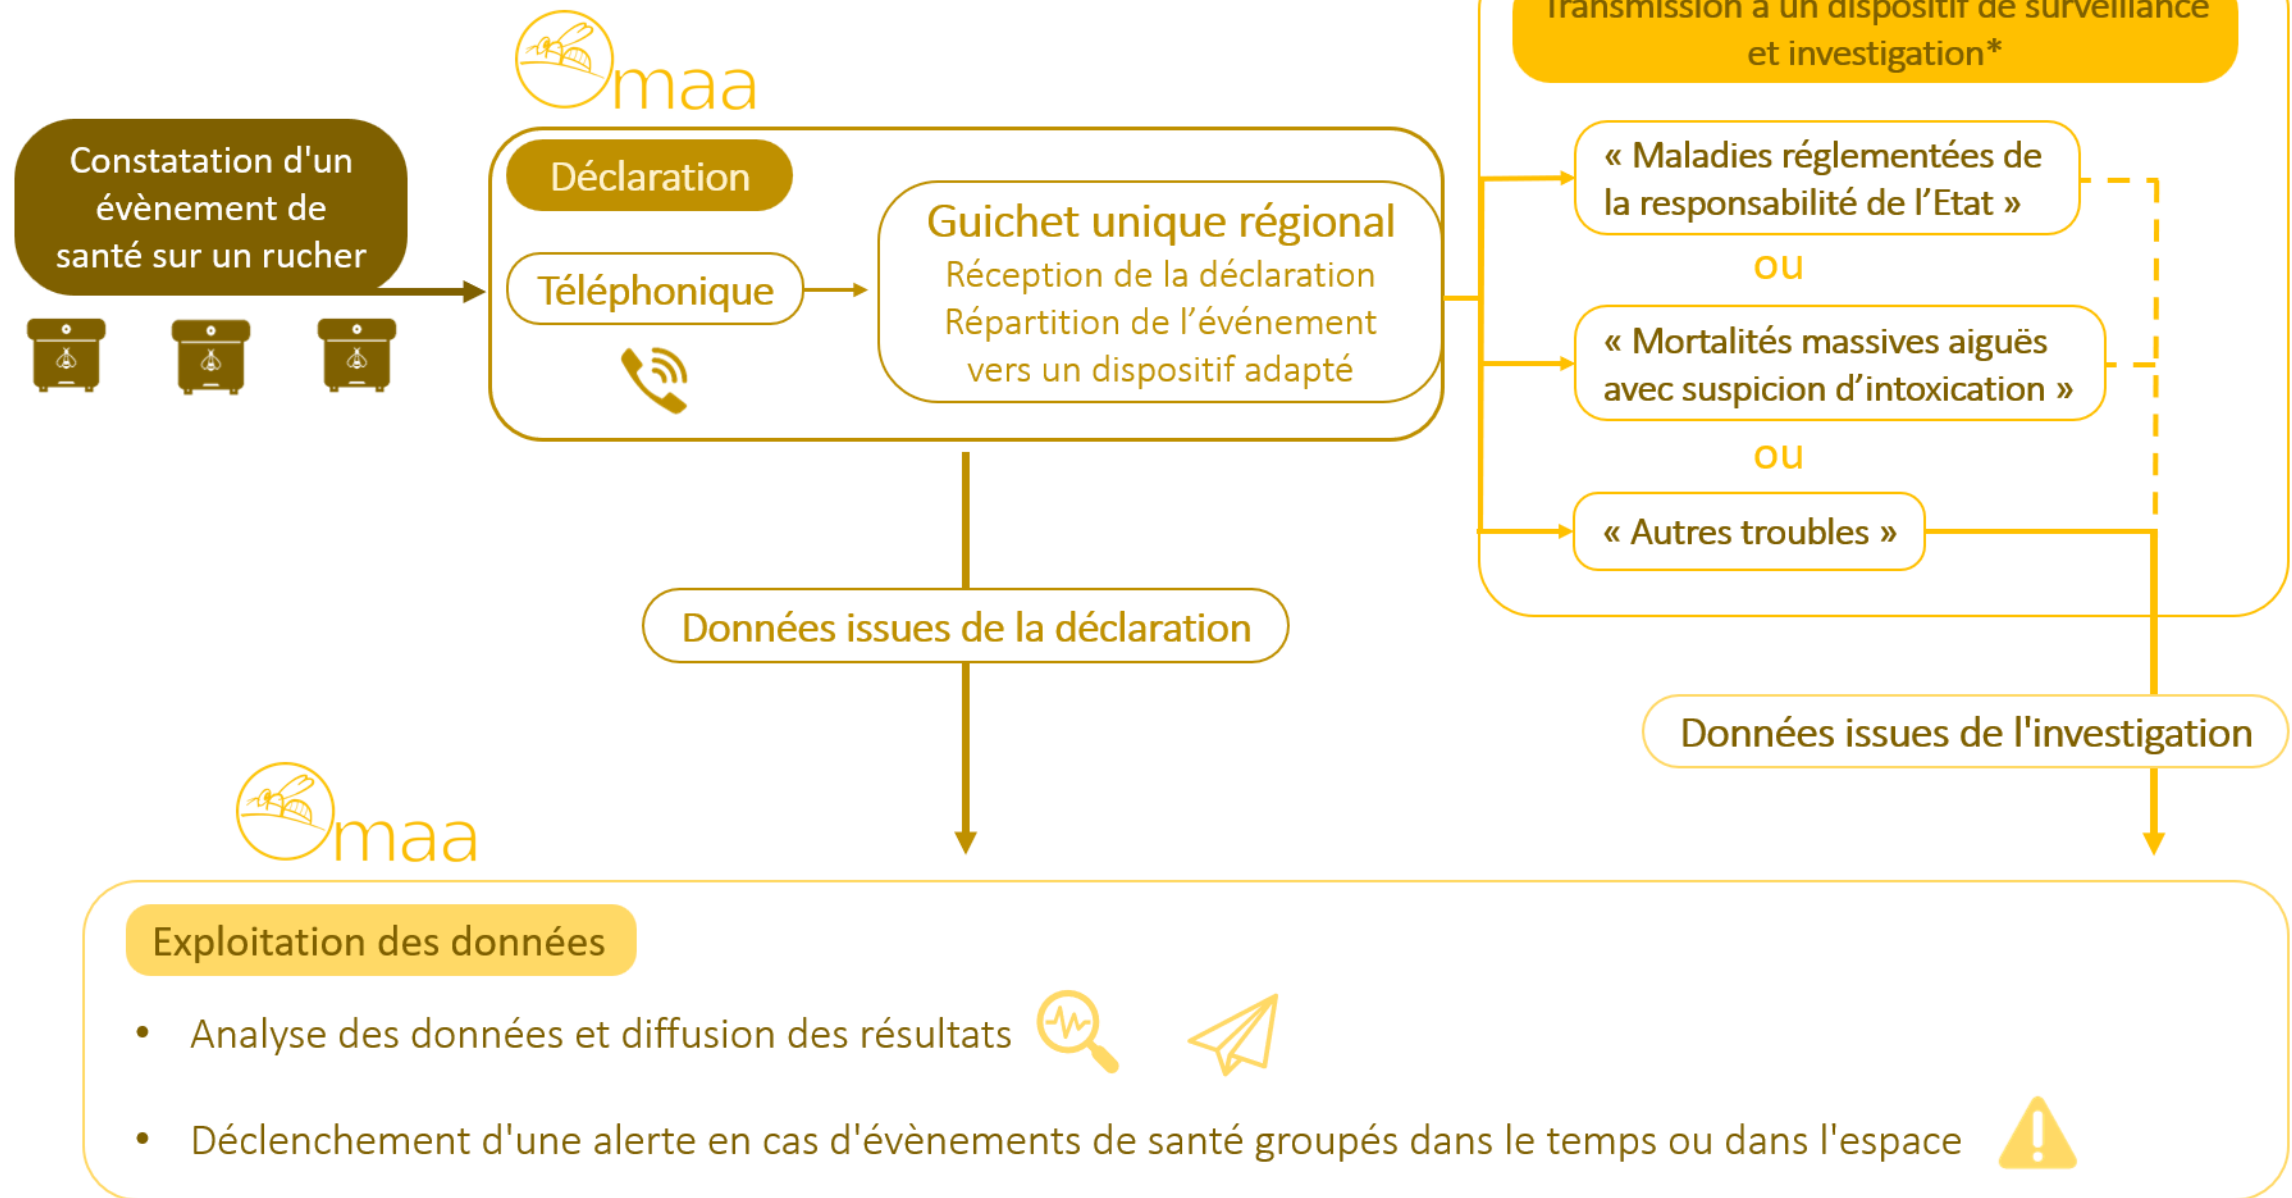 Transmission à un dispositif de surveillance
et investigation*
maa
Constatation d'un
évènement de
santé sur un rucher
Déclaration
Téléphonique
Guichet unique régional
Réception de la déclaration
Répartition de l’événement
vers un dispositif adapté
« Maladies réglementées de
la responsabilité de l’Etat »
ou
« Mortalités massives aiguës
avec suspicion d’intoxication »
ou
« Autres troubles »
Données issues de la déclaration
Données issues de l'investigation
maa
Exploitation des données
• Analyse des données et diffusion des résultats
• Déclenchement d'une alerte en cas d'évènements de santé groupés dans le temps ou dans l'espace